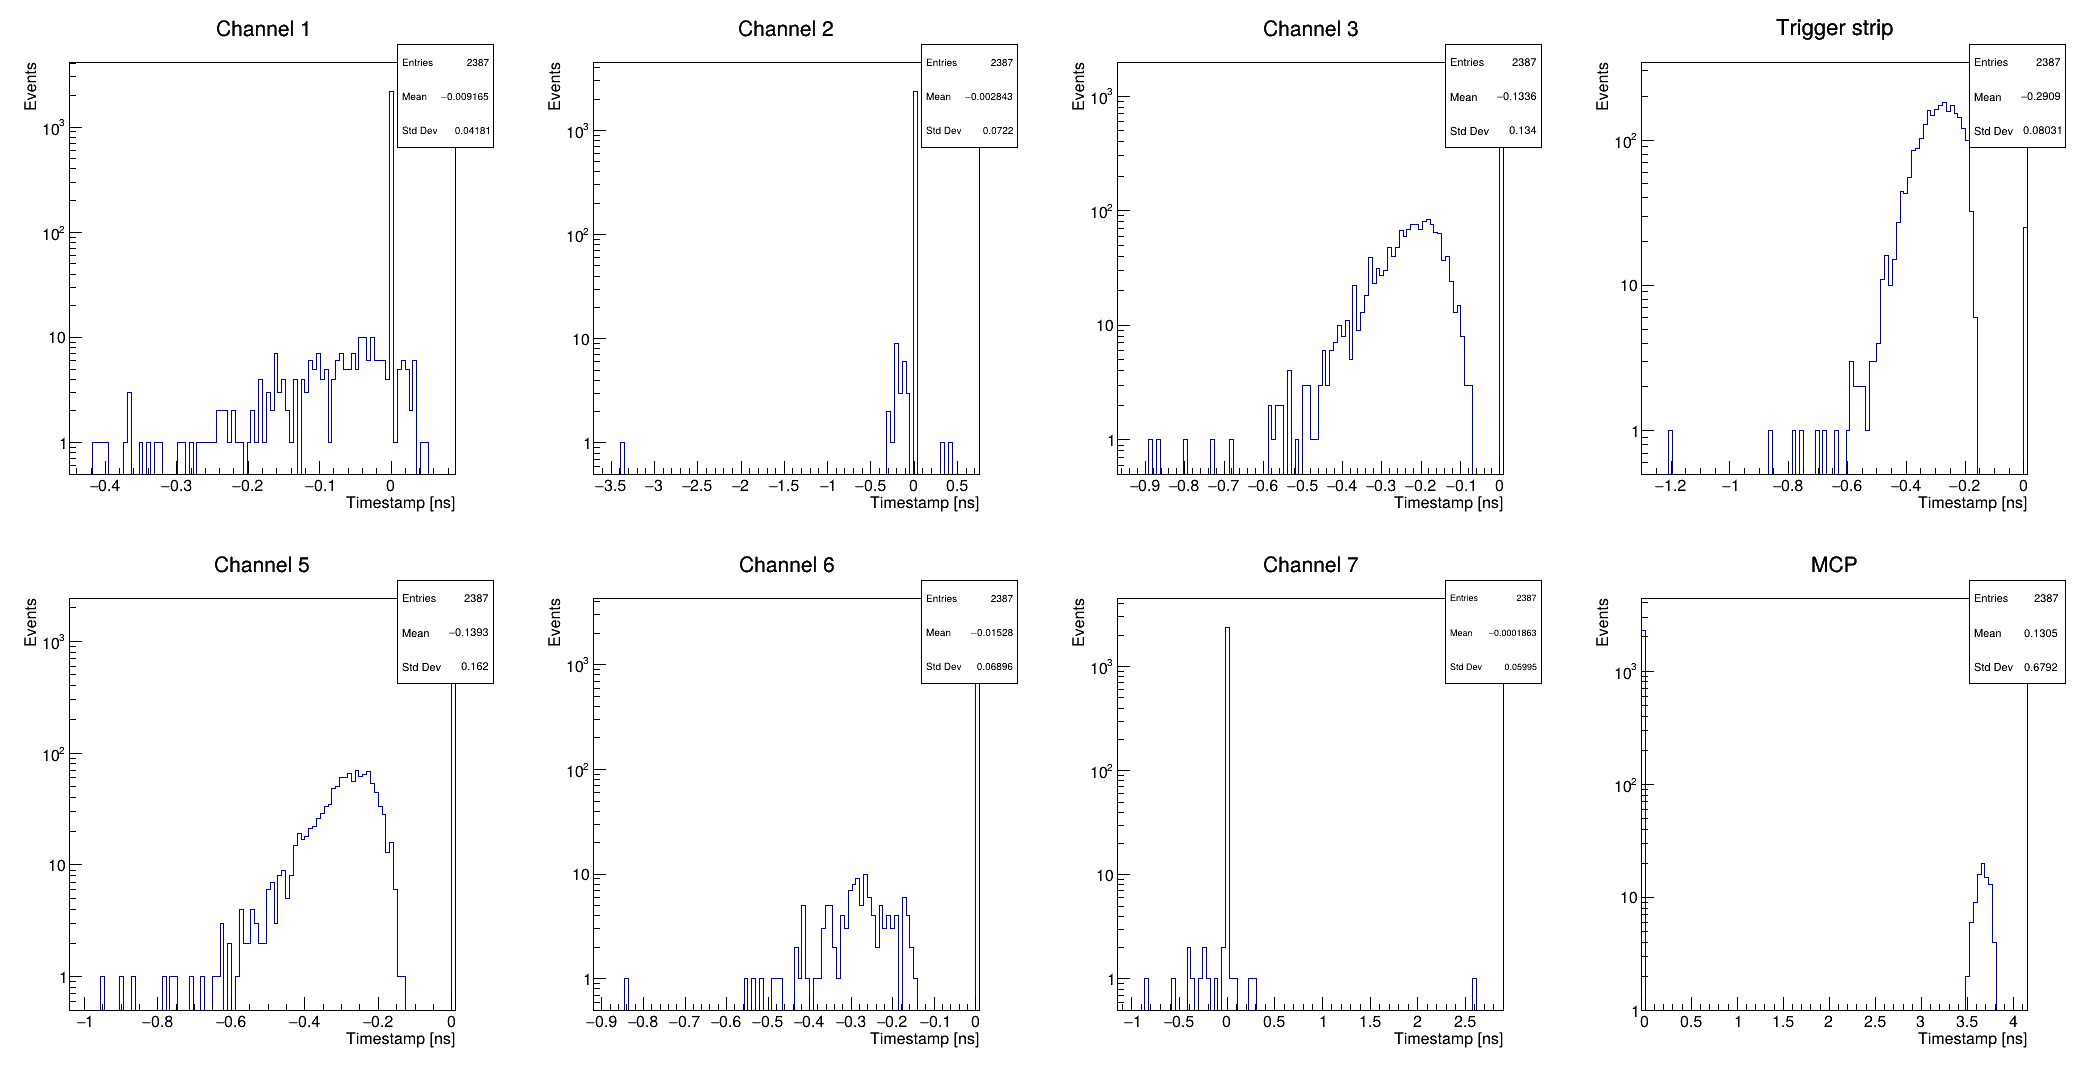 Channel 1
Events
Entries 2387
Mean −0.009165
Std Dev 0.04181
10³
10²
10
1
−0.4 −0.3 −0.2 −0.1 0
Timestamp [ns]
Channel 2
Events
Entries 2387
Mean −0.002843
Std Dev 0.0722
10³
10²
10
1
−3.5 −3 −2.5 −2 −1.5 −1 −0.5 0 0.5
Timestamp [ns]
Channel 3
Events
Entries 2387
Mean −0.1336
Std Dev 0.134
10³
10²
10
1
−0.9 −0.8 −0.7 −0.6 −0.5 −0.4 −0.3 −0.2 −0.1 0
Timestamp [ns]
Trigger strip
Events
Entries 2387
Mean −0.2909
Std Dev 0.08031
10²
10
1
−1.2 −1 −0.8 −0.6 −0.4 −0.2 0
Timestamp [ns]
Channel 5
Events
Entries 2387
Mean −0.1393
Std Dev 0.162
10³
10²
10
1
−1 −0.8 −0.6 −0.4 −0.2 0
Timestamp [ns]
Channel 6
Events
Entries 2387
Mean −0.01528
Std Dev 0.06896
10³
10²
10
1
−0.9 −0.8 −0.7 −0.6 −0.5 −0.4 −0.3 −0.2 −0.1 0
Timestamp [ns]
Channel 7
Events
Entries 2387
Mean −0.0001863
Std Dev 0.05995
10³
10²
10
1
−1 −0.5 0 0.5 1 1.5 2 2.5
Timestamp [ns]
MCP
Events
Entries 2387
Mean 0.1305
Std Dev 0.6792
10³
10²
10
1
0 0.5 1 1.5 2 2.5 3 3.5 4
Timestamp [ns]